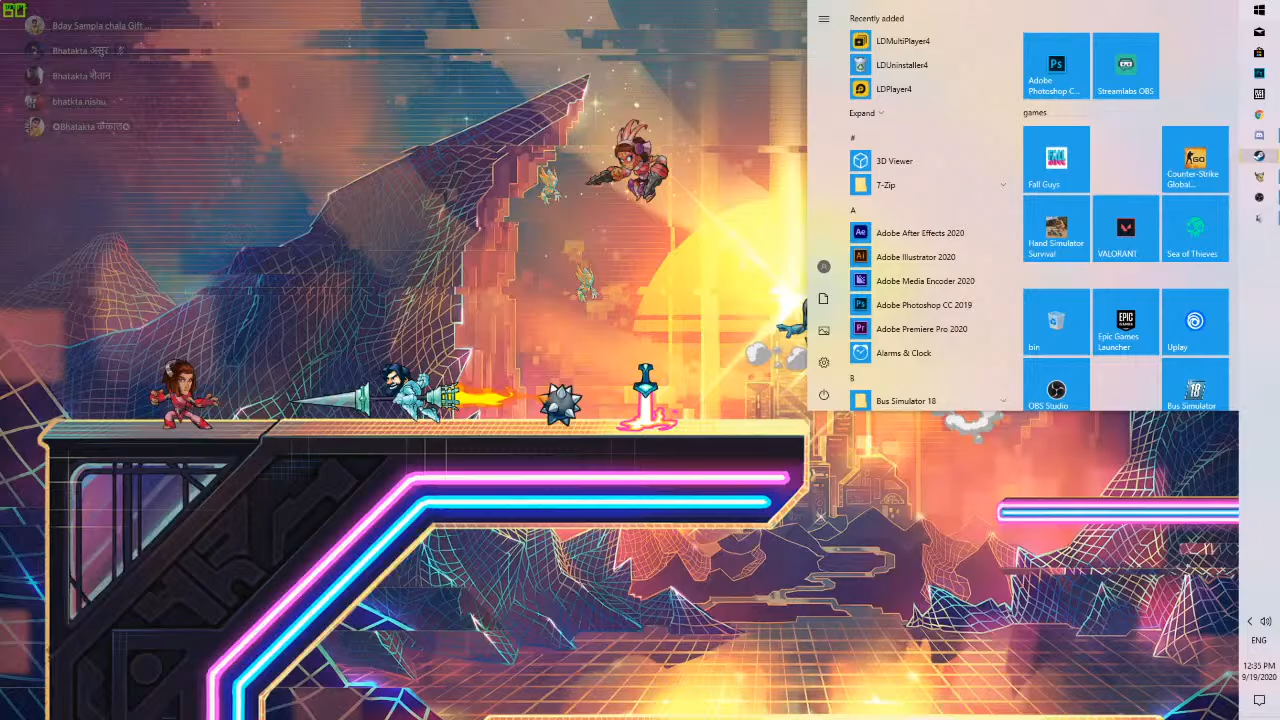 Bday Sampla chala Gift ...
Bhatakta असुर
Bhatakta शैतान
bhatkta nishu
Bhatakta
Recently added
LDMultiPlayer4
LDUninstaller4
LDPlayer4
Expand
#
3D Viewer
7-Zip
A
Adobe After Effects 2020
Adobe Illustrator 2020
Adobe Media Encoder 2020
Adobe Photoshop CC 2019
Adobe Premiere Pro 2020
Alarms & Clock
B
Bus Simulator 18
Adobe
Photoshop C...
Streamlabs OBS
games
Fall Guys
Counter-Strike
Global...
Hand Simulator
Survival
VALORANT
Sea of Thieves
bin
Epic Games
Launcher
Uplay
OBS Studio
Bus Simulator
ENG
12:35 PM
9/19/2020